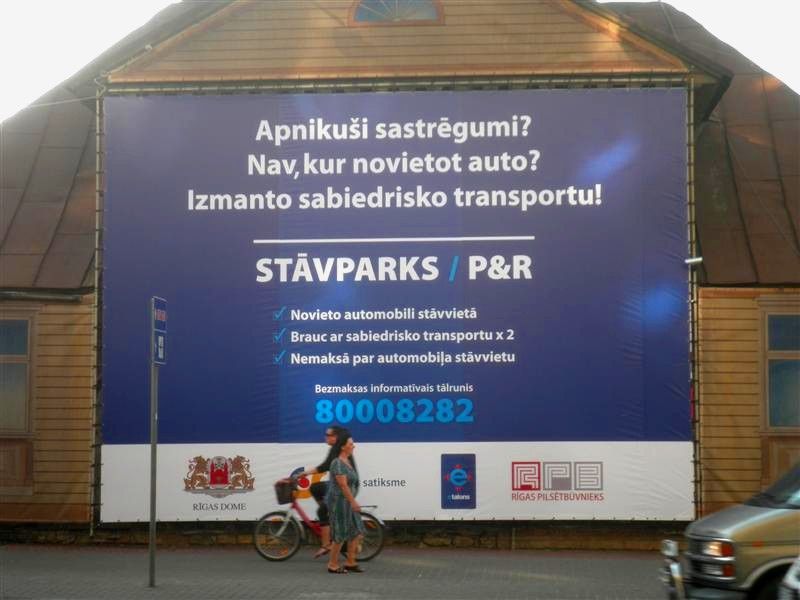 Apnikuši sastrēgumi?
Nav, kur novietot auto?
Izmanto sabiedrisko transportu!
STĀVPARKS / P&R
✓ Novieto automobili stāvvietā
✓ Brauc ar sabiedrisko transportu x 2
✓ Nemaksā par automobiļa stāvvietu
Bezmaksas informatīvais tālrunis
80008282
RĪGAS DOME
satiksme
e talons
RPB
RĪGAS PILSĒTBŪVNIEKS